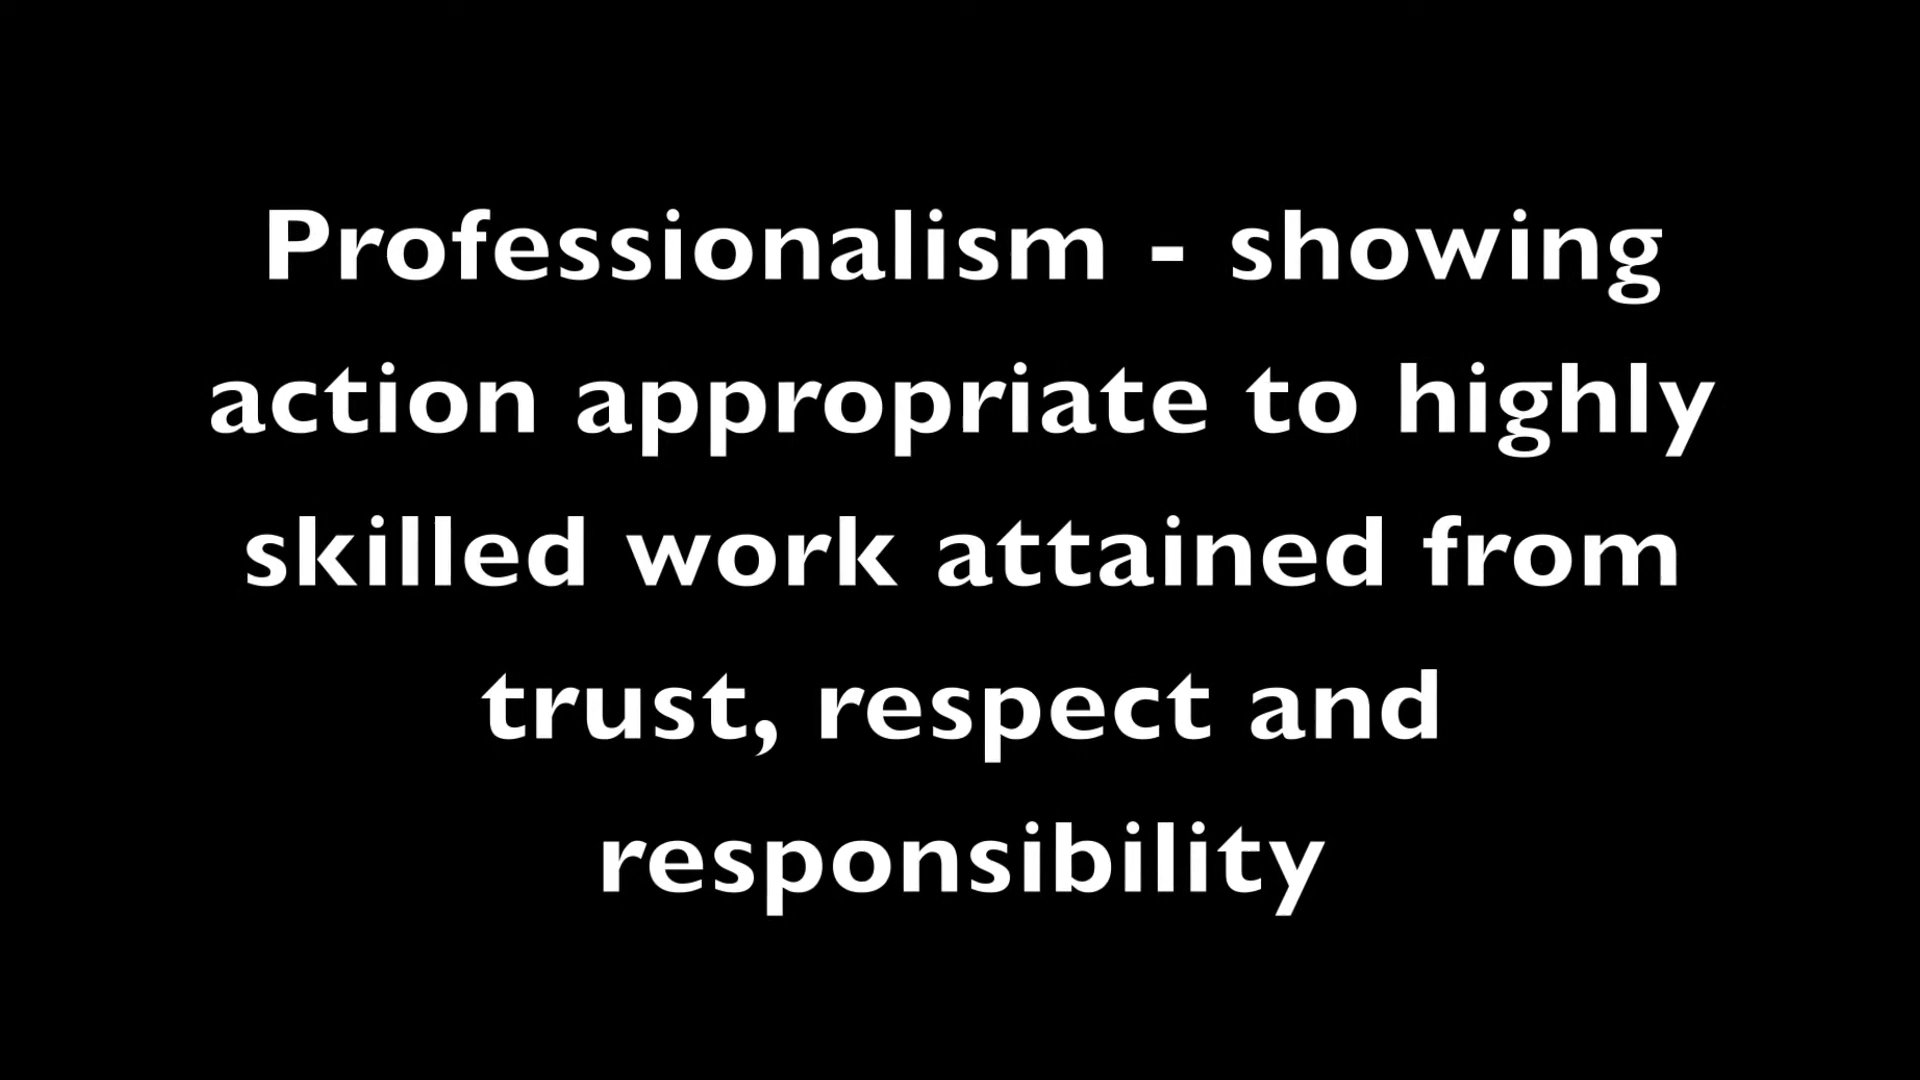 Professionalism - showing
action appropriate to highly
skilled work attained from
trust, respect and
responsibility